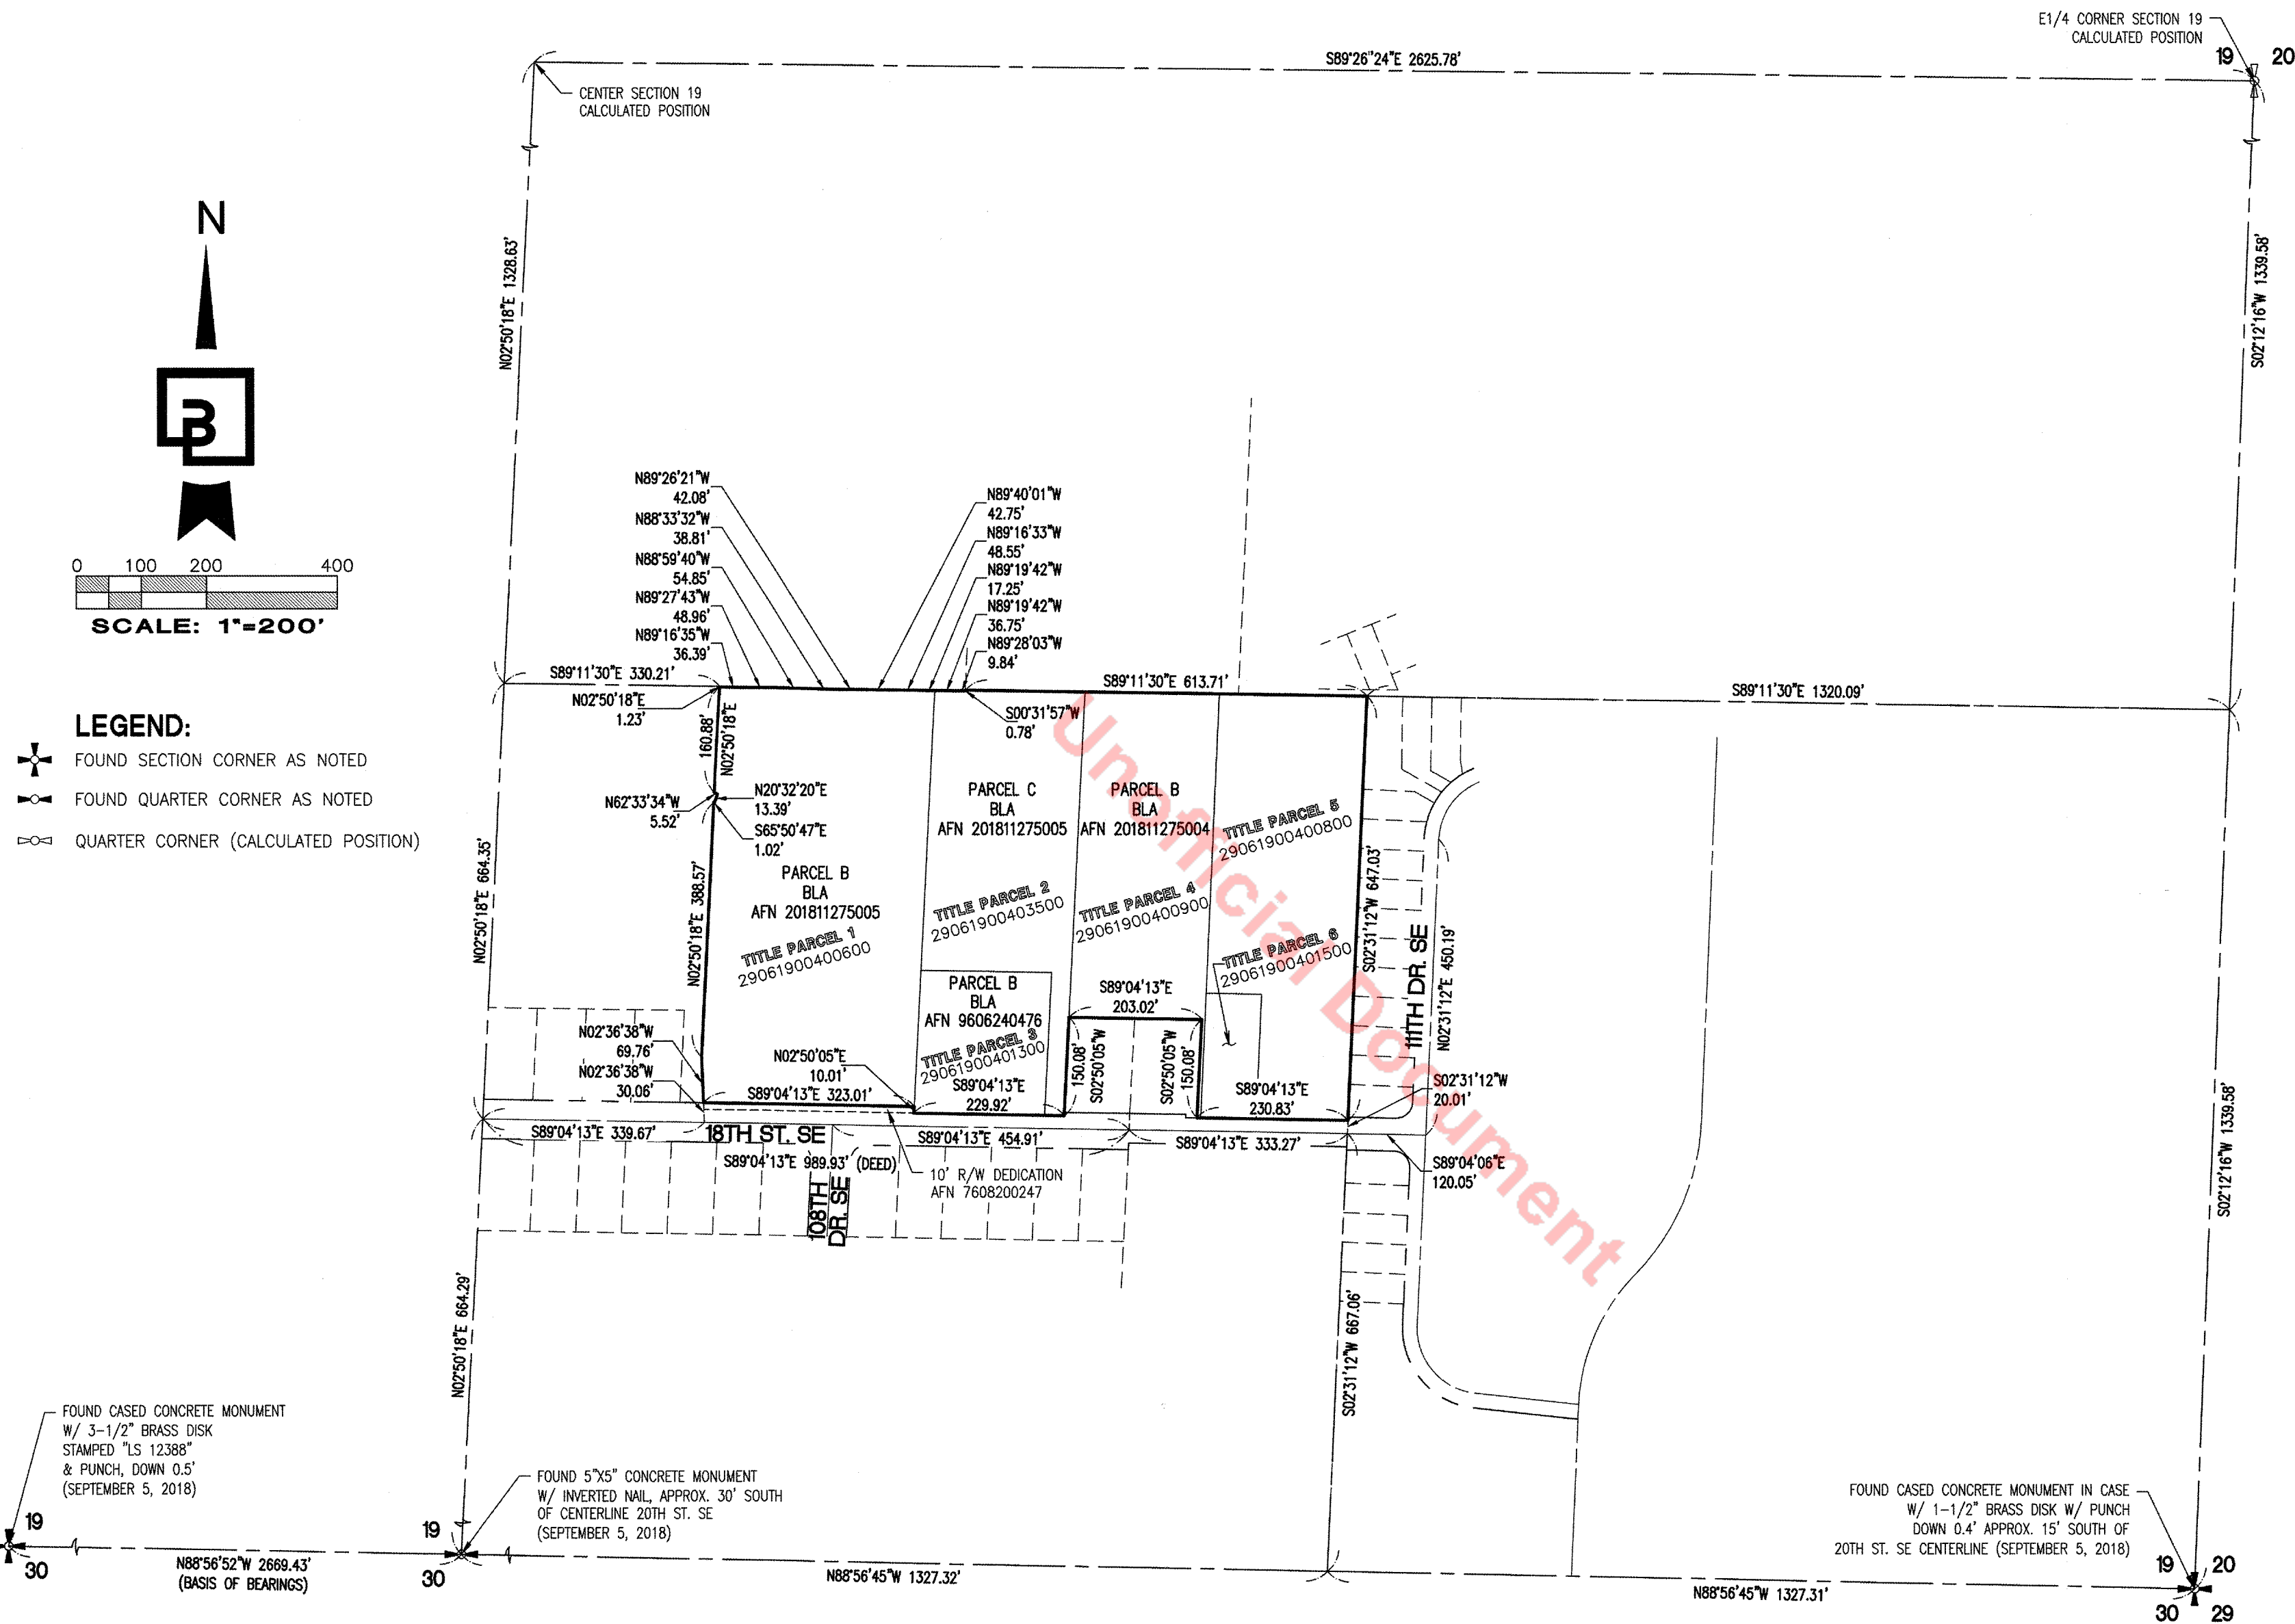 E1/4 CORNER SECTION 19
CALCULATED POSITION
19 20
S89°26'24"E 2625.78'
CENTER SECTION 19
CALCULATED POSITION
N
B
0 100 200 400
SCALE: 1"=200'
N02°50'18"E 1328.63'
S02°12'16"W 1339.58'
N89°26'21"W
42.08'
N88°33'32"W
38.81'
N88°59'40"W
54.85'
N89°27'43"W
48.96'
N89°16'35"W
36.39'
N89°40'01"W
42.75'
N89°16'33"W
48.55'
N89°19'42"W
17.25'
N89°19'42"W
36.75'
N89°28'03"W
9.84'
S89°11'30"E 330.21'
S89°11'30"E 613.71'
S89°11'30"E 1320.09'
N02°50'18"E
1.23'
S00°31'57"W
0.78'
160.88'
N02°50'18"E
LEGEND:
FOUND SECTION CORNER AS NOTED
FOUND QUARTER CORNER AS NOTED
QUARTER CORNER (CALCULATED POSITION)
N62°33'34"W
5.52'
N20°32'20"E
13.39'
S65°50'47"E
1.02'
PARCEL B
BLA
AFN 201811275005
TITLE PARCEL 1
29061900400600
PARCEL C
BLA
AFN 201811275005
TITLE PARCEL 2
29061900403500
PARCEL B
BLA
AFN 201811275004
TITLE PARCEL 4
29061900400900
TITLE PARCEL 5
29061900400800
TITLE PARCEL 6
29061900401500
PARCEL B
BLA
AFN 9606240476
TITLE PARCEL 3
29061900401300
N02°50'18"E 664.35'
N02°50'18"E 388.57'
S02°31'12"W 647.03'
111TH DR. SE
N02°31'12"E 450.19'
N02°36'38"W
69.76'
N02°36'38"W
30.06'
N02°50'05"E
10.01'
S89°04'13"E 323.01'
S89°04'13"E
229.92'
S89°04'13"E
203.02'
150.08'
S02°50'05"W
150.08'
S02°50'05"W
S89°04'13"E
230.83'
S02°31'12"W
20.01'
S89°04'13"E 339.67'
18TH ST. SE
S89°04'13"E 454.91'
S89°04'13"E 333.27'
S89°04'13"E 989.93' (DEED)
S89°04'06"E
120.05'
10' R/W DEDICATION
AFN 7608200247
108TH
DR. SE
S02°12'16"W 1339.58'
N02°50'18"E 664.29'
S02°31'12"W 667.06'
Unofficial Document
FOUND CASED CONCRETE MONUMENT
W/ 3-1/2" BRASS DISK
STAMPED "LS 12388"
& PUNCH, DOWN 0.5'
(SEPTEMBER 5, 2018)
FOUND 5"X5" CONCRETE MONUMENT
W/ INVERTED NAIL, APPROX. 30' SOUTH
OF CENTERLINE 20TH ST. SE
(SEPTEMBER 5, 2018)
FOUND CASED CONCRETE MONUMENT IN CASE
W/ 1-1/2" BRASS DISK W/ PUNCH
DOWN 0.4' APPROX. 15' SOUTH OF
20TH ST. SE CENTERLINE (SEPTEMBER 5, 2018)
19
30
N88°56'52"W 2669.43'
(BASIS OF BEARINGS)
19
30
N88°56'45"W 1327.32'
N88°56'45"W 1327.31'
19 20
30 29